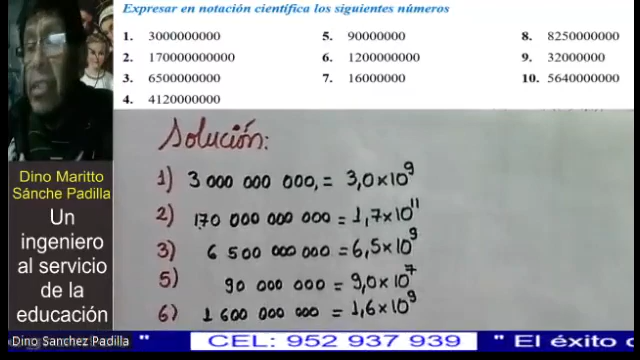 Expresar en notación científica los siguientes números
1. 3000000000 5. 90000000 8. 8250000000
2. 170000000000 6. 1200000000 9. 32000000
3. 6500000000 7. 16000000 10. 5640000000
4. 4120000000
Solución:
1) 3 000 000 000, = 3,0 x 10⁹
2) 170 000 000 000 = 1,7 x 10¹¹
3) 6 500 000 000 = 6,5 x 10⁹
5) 90 000 000 = 9,0 x 10⁷
6) 1 600 000 000 = 1,6 x 10⁹
Dino Maritto
Sánche Padilla
Un
ingeniero
al servicio
de la
educación
Dino Sanchez Padilla
" CEL: 952 937 939 " El éxito